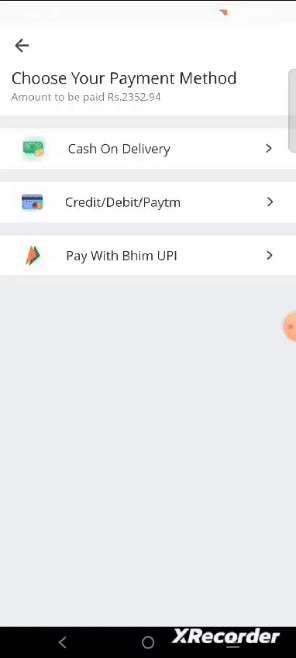 Choose Your Payment Method
Amount to be paid Rs.2352.94
Cash On Delivery
Credit/Debit/Paytm
Pay With Bhim UPI
XRecorder